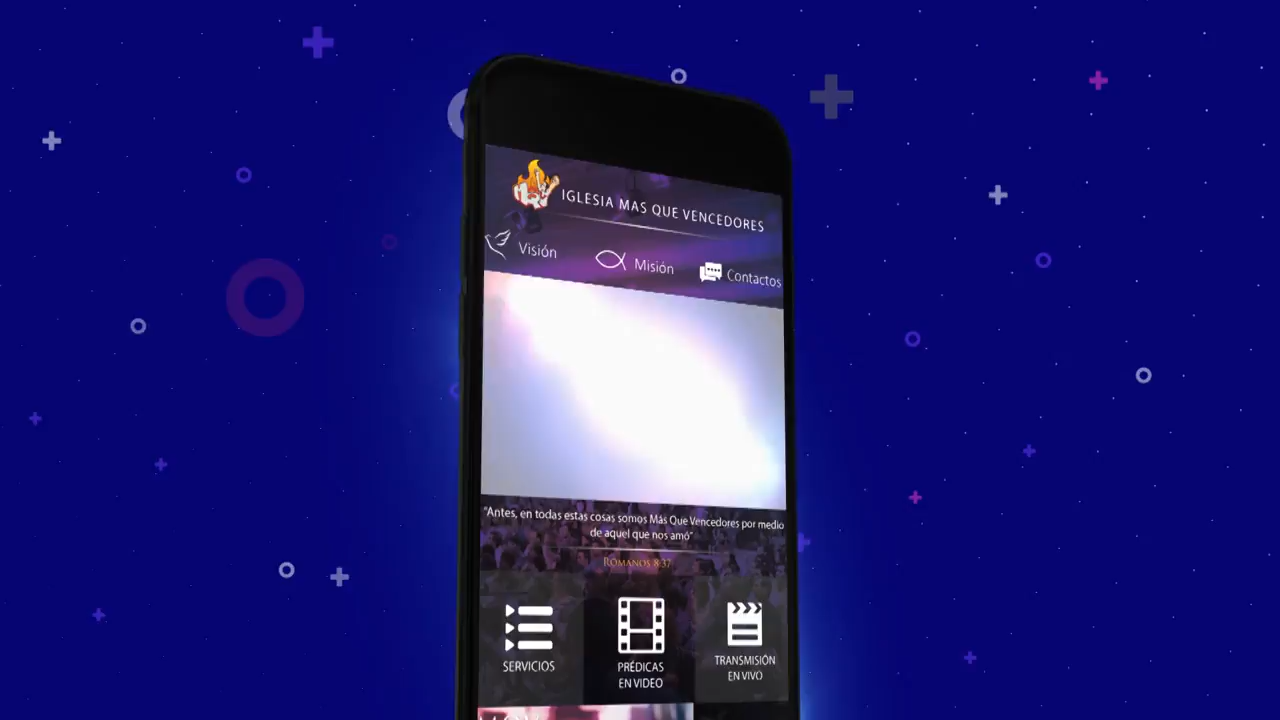 IGLESIA MAS QUE VENCEDORES
Visión
Misión
Contactos
"Antes, en todas estas cosas somos Más Que Vencedores por medio
de aquel que nos amó"
ROMANOS 8:37
SERVICIOS
PRÉDICAS
EN VIDEO
TRANSMISIÓN
EN VIVO